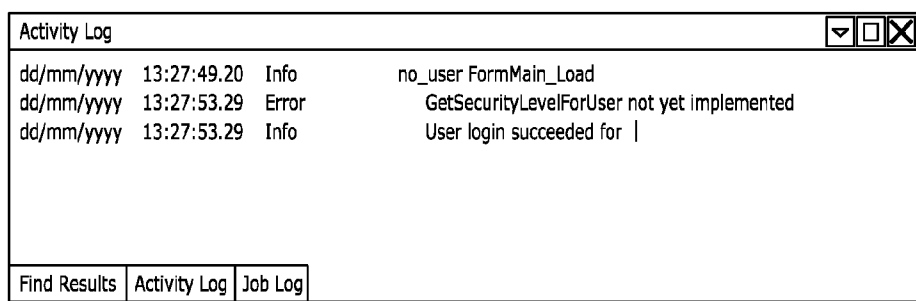 Activity Log
dd/mm/yyyy 13:27:49.20 Info no_user FormMain_Load
dd/mm/yyyy 13:27:53.29 Error GetSecurityLevelForUser not yet implemented
dd/mm/yyyy 13:27:53.29 Info User login succeeded for |
Find Results Activity Log Job Log